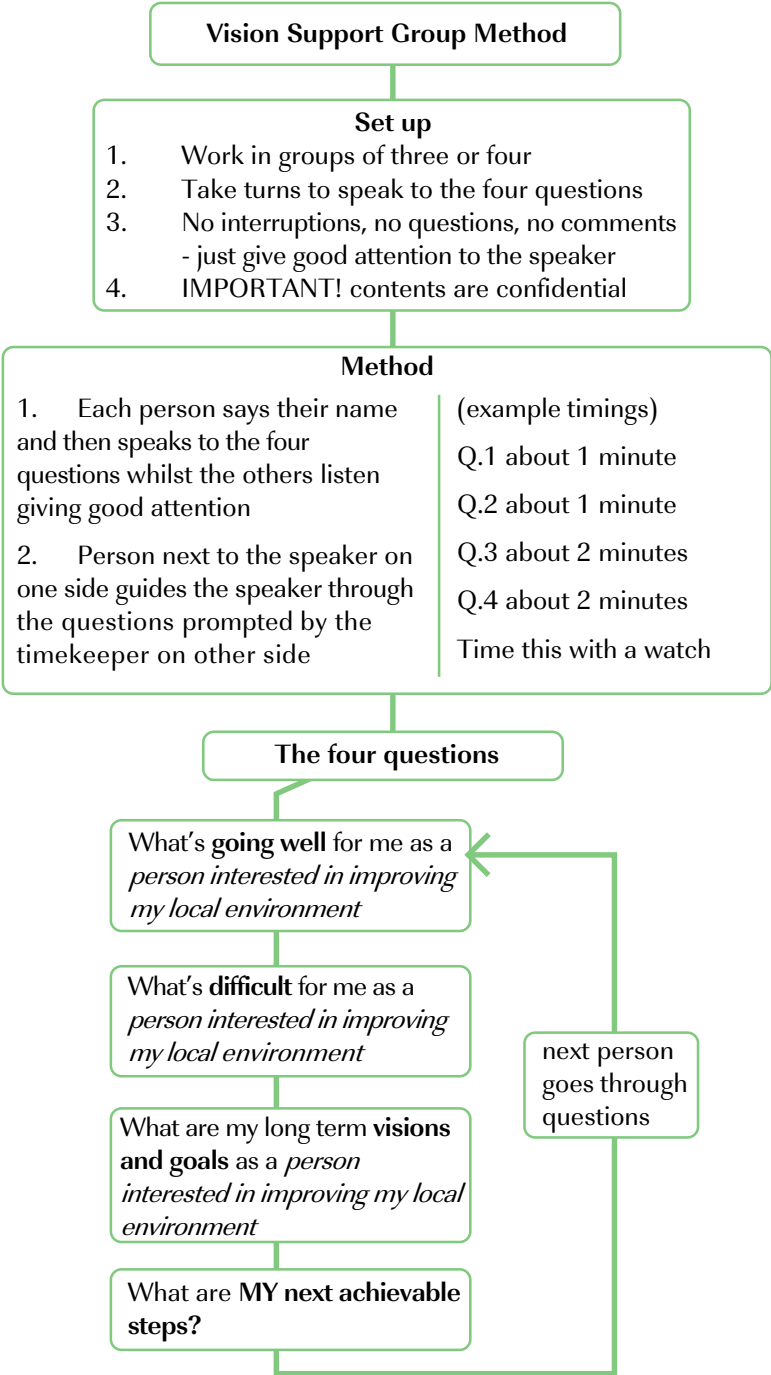 Vision Support Group Method
Set up
1. Work in groups of three or four
2. Take turns to speak to the four questions
3. No interruptions, no questions, no comments
- just give good attention to the speaker
4. IMPORTANT! contents are confidential
Method
1. Each person says their name
and then speaks to the four
questions whilst the others listen
giving good attention
2. Person next to the speaker on
one side guides the speaker through
the questions prompted by the
timekeeper on other side
(example timings)
Q.1 about 1 minute
Q.2 about 1 minute
Q.3 about 2 minutes
Q.4 about 2 minutes
Time this with a watch
The four questions
What's going well for me as a
person interested in improving
my local environment
What's difficult for me as a
person interested in improving
my local environment
What are my long term visions
and goals as a person
interested in improving my local
environment
What are MY next achievable
steps?
next person
goes through
questions